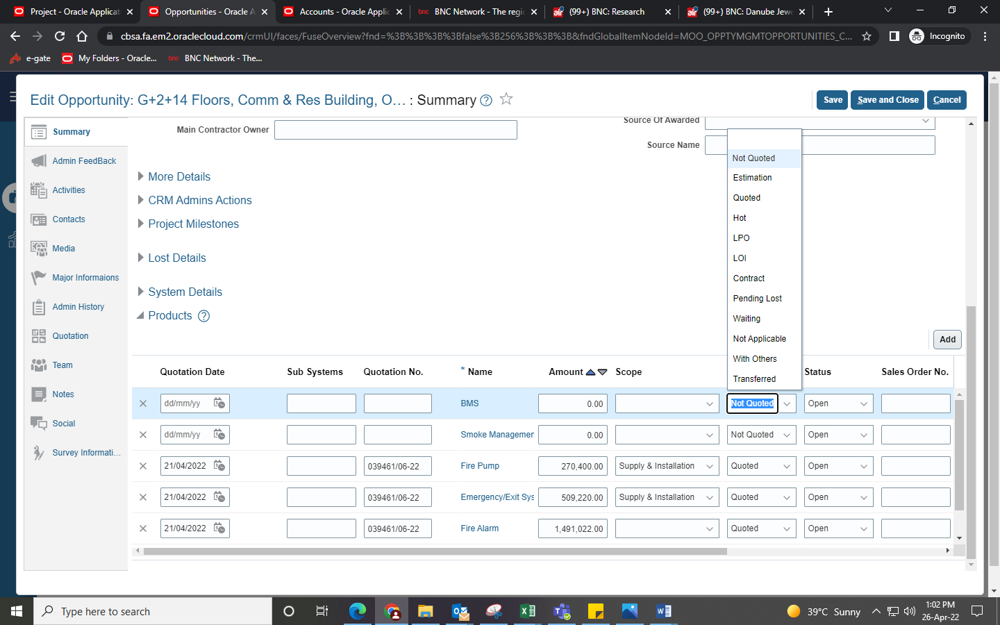 Project - Oracle Applicat
Opportunities - Oracle A
Accounts - Oracle Applic
bnc BNC Network - The regio
air (99+) BNC: Research
air (99+) BNC: Danube Jewe
cbsa.fa.em2.oraclecloud.com/crmUI/faces/FuseOverview?fnd=%3B%3B%3B%3Bfalse%3B256%3B%3B%3B&fndGlobalItemNodeId=MOO_OPPTYMGMTOPPORTUNITIES_C...
Incognito
e-gate
My Folders - Oracle...
bnc BNC Network - The...
Edit Opportunity: G+2+14 Floors, Comm & Res Building, O... : Summary ?
Save
Save and Close
Cancel
Summary
Admin FeedBack
Activities
Contacts
Media
Major Informaions
Admin History
Quotation
Team
Notes
Social
Survey Informati...
Main Contractor Owner
Source Of Awarded
Source Name
More Details
CRM Admins Actions
Project Milestones
Lost Details
System Details
Products ?
Not Quoted
Estimation
Quoted
Hot
LPO
LOI
Contract
Pending Lost
Waiting
Not Applicable
With Others
Transferred
Add
Quotation Date Sub Systems Quotation No. * Name Amount Scope Status Sales Order No.
dd/mm/yy BMS 0.00 Not Quoted Open
dd/mm/yy Smoke Managemer 0.00 Not Quoted Open
21/04/2022 039461/06-22 Fire Pump 270,400.00 Supply & Installation Quoted Open
21/04/2022 039461/06-22 Emergency/Exit Sys 509,220.00 Supply & Installation Quoted Open
21/04/2022 039461/06-22 Fire Alarm 1,491,022.00 Quoted Open
Type here to search
39°C Sunny
1:02 PM
26-Apr-22